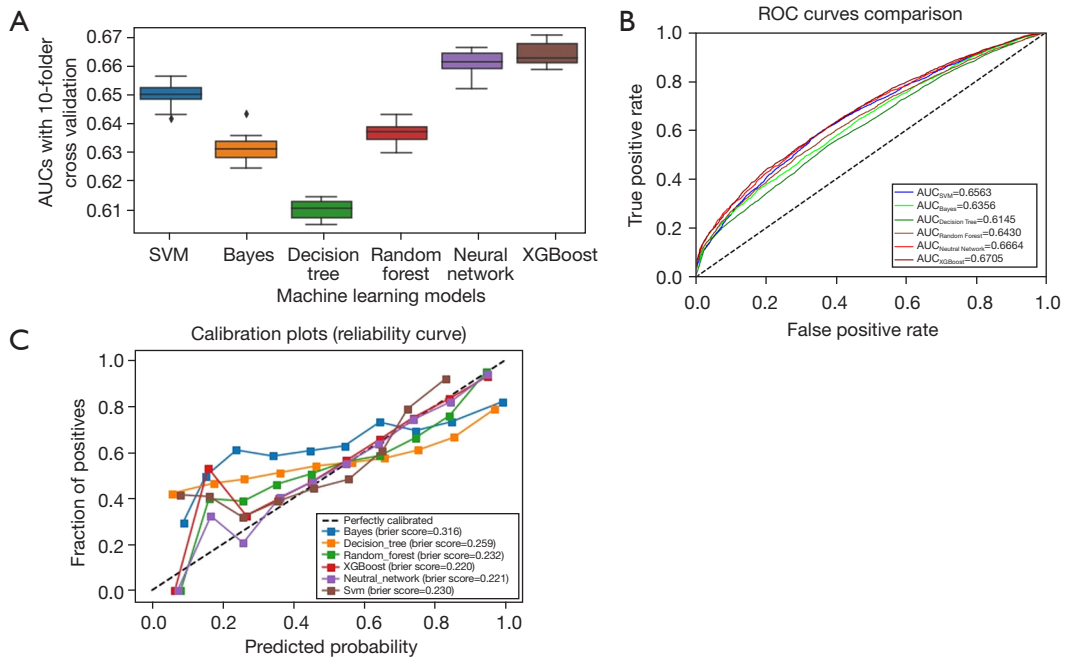 A
AUCs with 10-folder
cross validation
0.67
0.66
0.65
0.64
0.63
0.62
0.61
SVM
Bayes
Decision
tree
Random
forest
Neural
network
XGBoost
Machine learning models
B
ROC curves comparison
True positive rate
1.0
0.8
0.6
0.4
0.2
0.0
0.0
0.2
0.4
0.6
0.8
1.0
False positive rate
AUCSVM=0.6563
AUCBayes=0.6356
AUCDecision Tree=0.6145
AUCRandom Forest=0.6430
AUCNeutral Network=0.6664
AUCXGBoost=0.6705
C
Calibration plots (reliability curve)
Fraction of positives
1.0
0.8
0.6
0.4
0.2
0.0
0.0
0.2
0.4
0.6
0.8
1.0
Predicted probability
Perfectly calibrated
Bayes (brier score=0.316)
Decision_tree (brier score=0.259)
Random_forest (brier score=0.232)
XGBoost (brier score=0.220)
Neutral_network (brier score=0.221)
Svm (brier score=0.230)